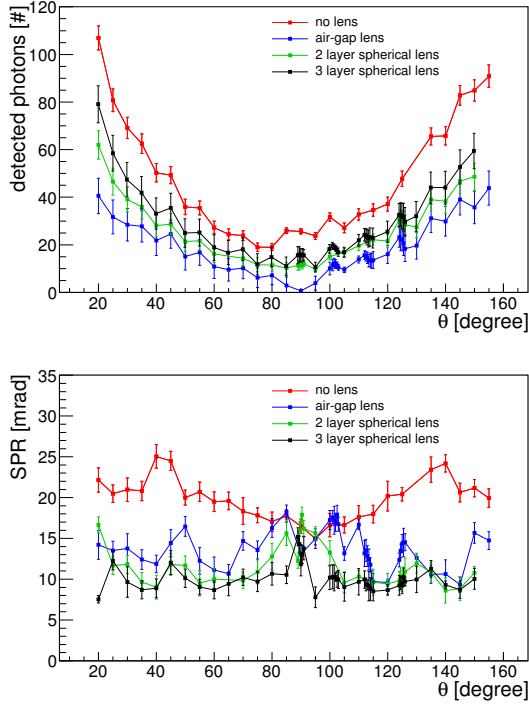 detected photons [#]
120
100
80
60
40
20
0
no lens
air-gap lens
2 layer spherical lens
3 layer spherical lens
20 40 60 80 100 120 140 160
θ [degree]
SPR [mrad]
35
30
25
20
15
10
5
0
no lens
air-gap lens
2 layer spherical lens
3 layer spherical lens
20 40 60 80 100 120 140 160
θ [degree]